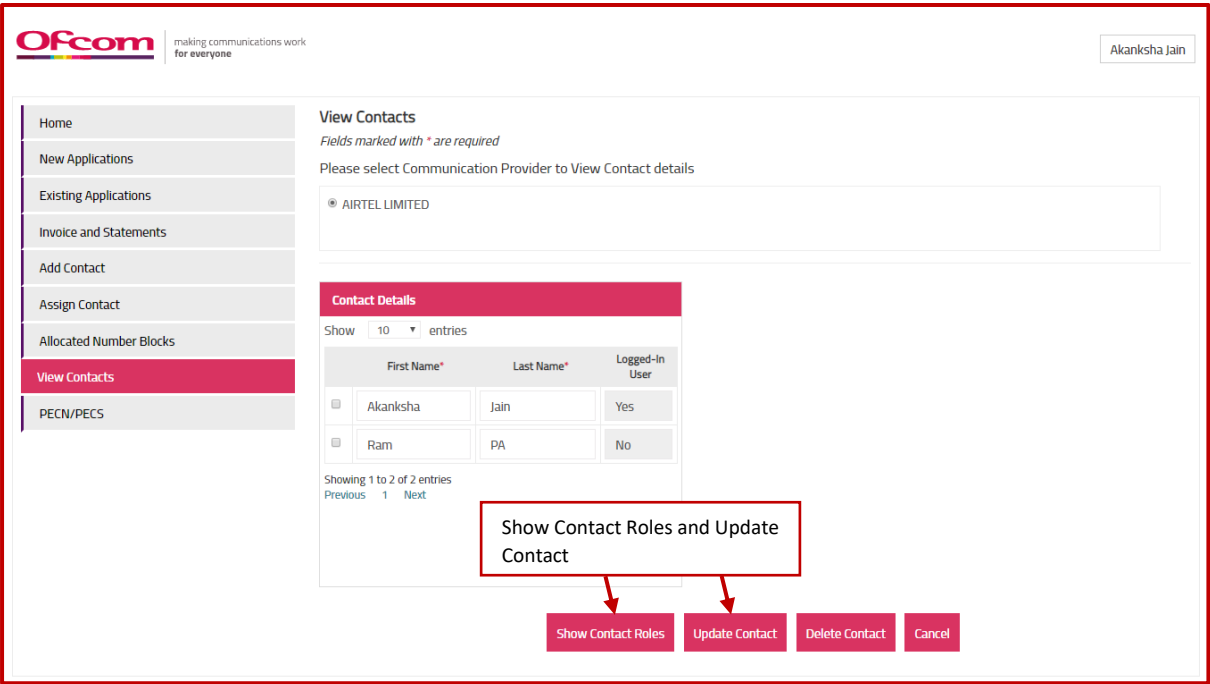 Ofcom
making communications work
for everyone
Akanksha Jain
Home
New Applications
Existing Applications
Invoice and Statements
Add Contact
Assign Contact
Allocated Number Blocks
View Contacts
PECN/PECS
View Contacts
Fields marked with * are required
Please select Communication Provider to View Contact details
AIRTEL LIMITED
Contact Details
Show 10 entries
First Name* Last Name* Logged-In User
Akanksha Jain Yes
Ram PA No
Showing 1 to 2 of 2 entries
Previous 1 Next
Show Contact Roles and Update
Contact
Show Contact Roles Update Contact Delete Contact Cancel